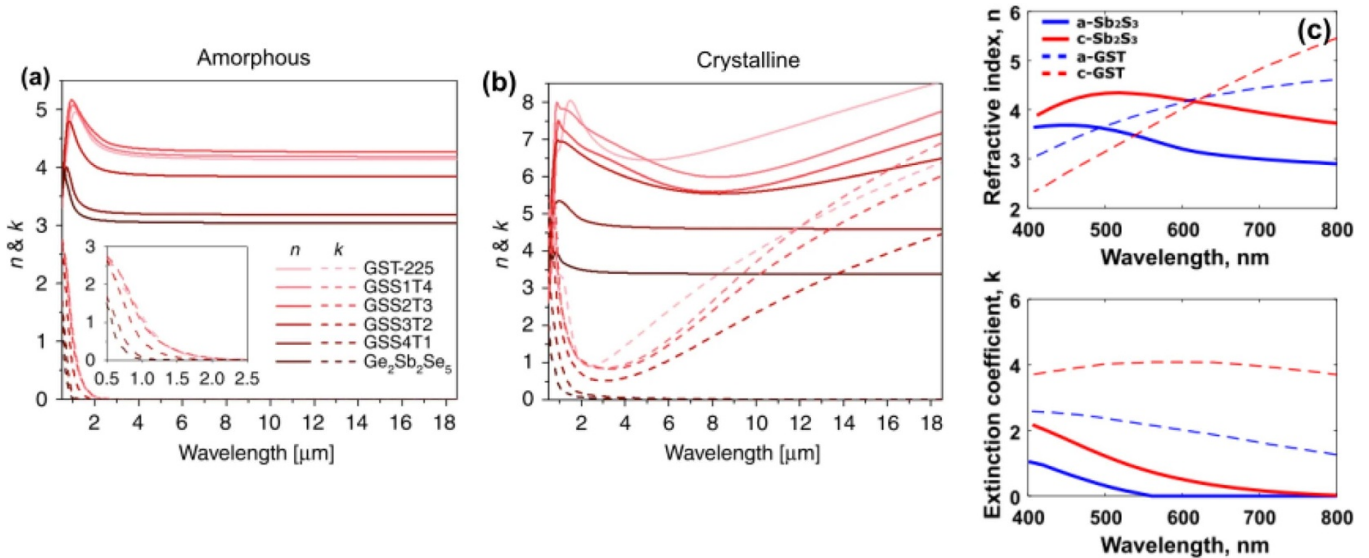 Amorphous
(a)
5
4
3
2
1
0
n & k
2 4 6 8 10 12 14 16 18
Wavelength [μm]
3
2
1
0
0.5 1.0 1.5 2.0 2.5
n k
GST-225
GSS1T4
GSS2T3
GSS3T2
GSS4T1
Ge₂Sb₂Se₅
Crystalline
(b)
8
7
6
5
4
3
2
1
0
n & k
2 4 6 8 10 12 14 16 18
Wavelength [μm]
(c)
Refractive index, n
6
5
4
3
2
a-Sb₂S₃
c-Sb₂S₃
a-GST
c-GST
400 500 600 700 800
Wavelength, nm
Extinction coefficient, k
6
4
2
0
400 500 600 700 800
Wavelength, nm